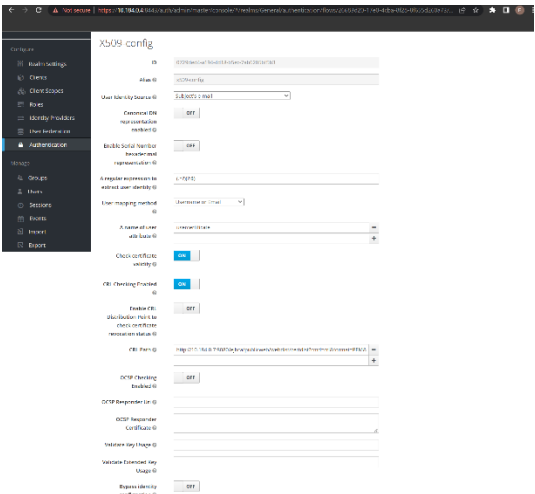 Not secure
X509-config
Configure
Realm Settings
Clients
Client Scopes
Roles
Identity Providers
User Federation
Authentication
Manage
Groups
Users
Sessions
Events
Import
Export
ID
Alias
x509-config
User Identity Source
Subject's e-mail
Canonical DN
representation
enabled
OFF
Enable Serial Number
hexadecimal
representation
OFF
A regular expression to
extract user identity
User mapping method
Username or Email
A name of user
attribute
usercertificate
Check certificate
validity
ON
CRL Checking Enabled
ON
Enable CRL
Distribution Point to
check certificate
revocation status
OFF
CRL Path
OCSP Checking
Enabled
OFF
OCSP Responder Uri
OCSP Responder
Certificate
Validate Key Usage
Validate Extended Key
Usage
Bypass identity
OFF